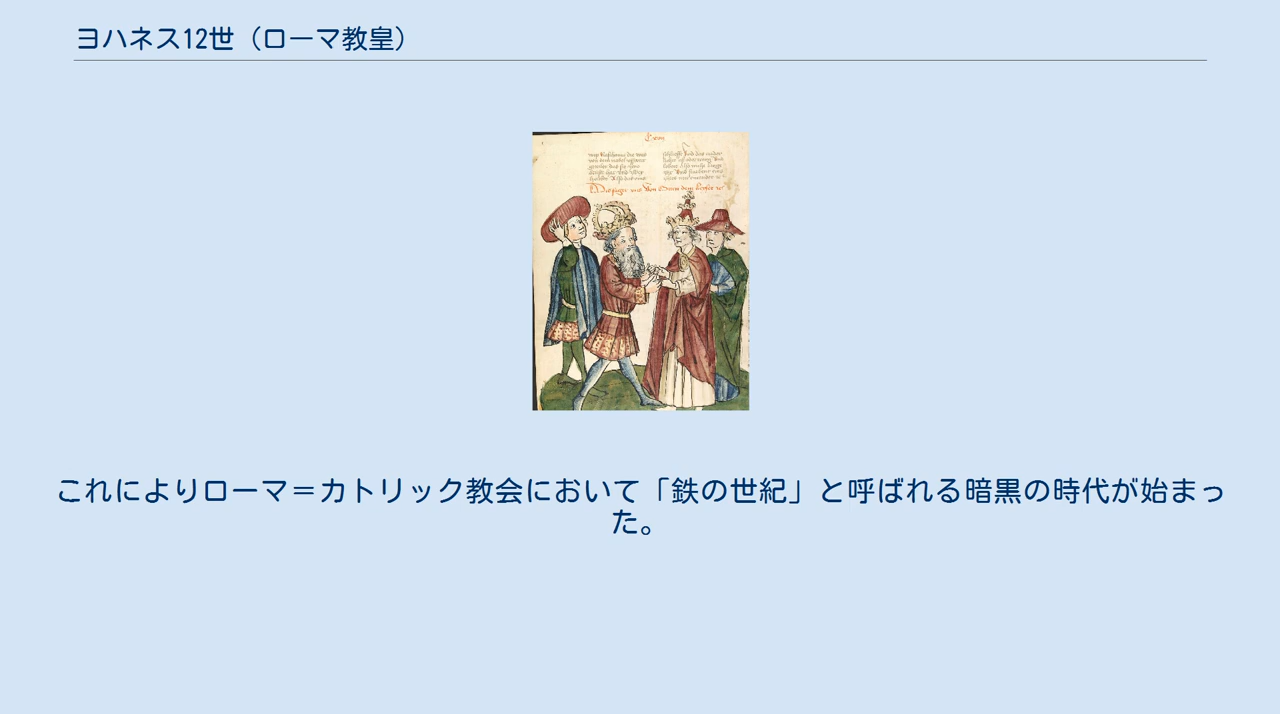 ヨハネス12世（ローマ教皇）
これによりローマ＝カトリック教会において「鉄の世紀」と呼ばれる暗黒の時代が始まっ
た。